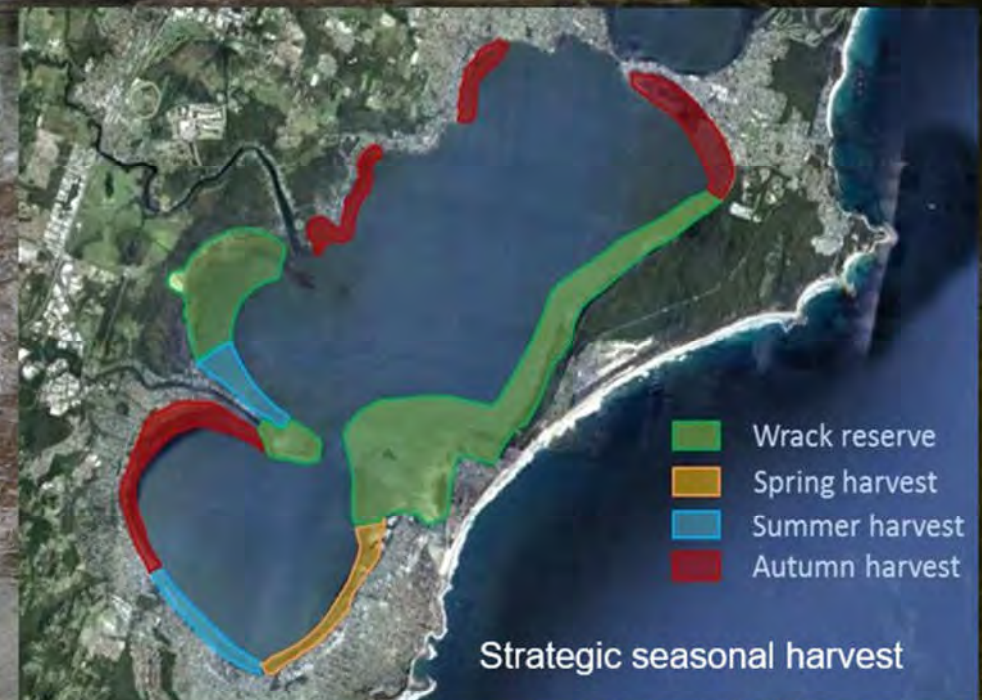 Wrack reserve
Spring harvest
Summer harvest
Autumn harvest
Strategic seasonal harvest